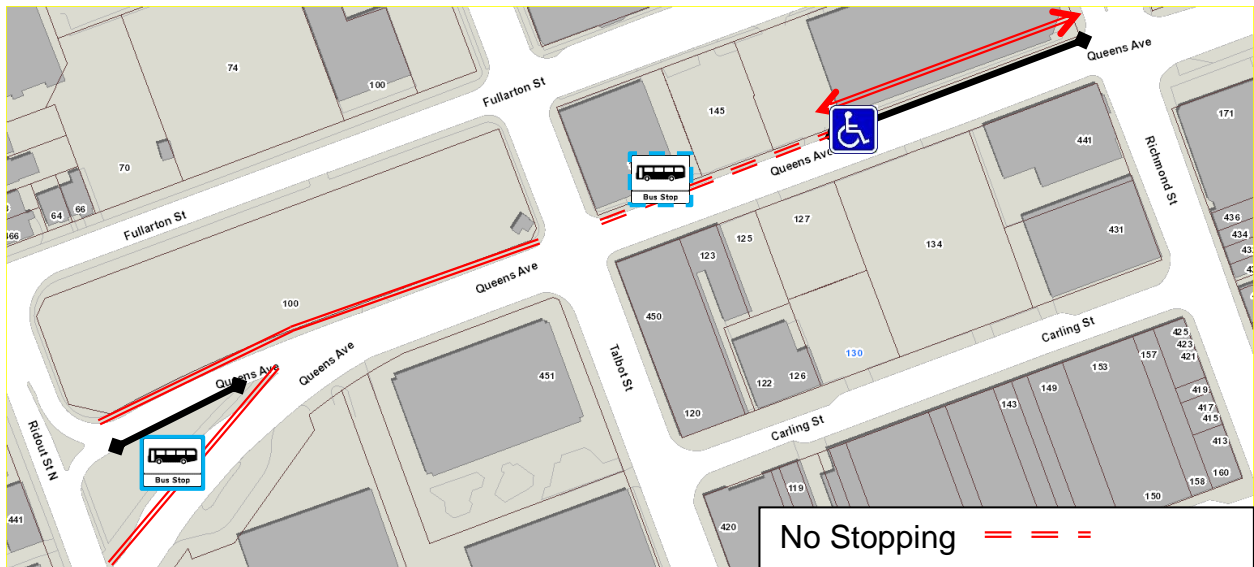 74
100
Fullarton St
Queens Ave
145
171
70
441
Queens Ave
Bus Stop
Richmond St
64
66
Fullarton St
127
436
125
134
431
434
123
Queens Ave
100
450
Carling St
425
423
421
Queens Ave
130
157
Talbot St
153
Queens Ave
451
122
126
149
419
143
417
415
120
Ridout St N
Carling St
413
Bus Stop
160
158
119
150
441
420
No Stopping